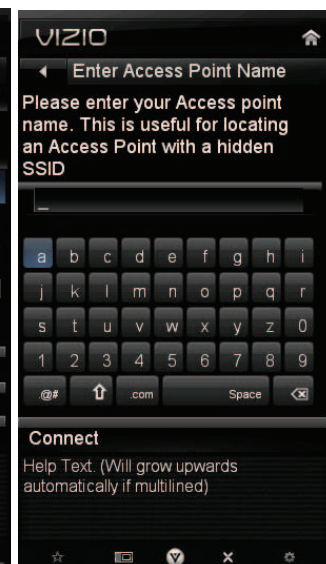 VIZIO
Enter Access Point Name
Please enter your Access point
name. This is useful for locating
an Access Point with a hidden
SSID
_
a b c d e f g h i
j k l m n o p q r
s t u v w x y z 0
1 2 3 4 5 6 7 8 9
.@# .com Space
Connect
Help Text. (Will grow upwards
automatically if multilined)